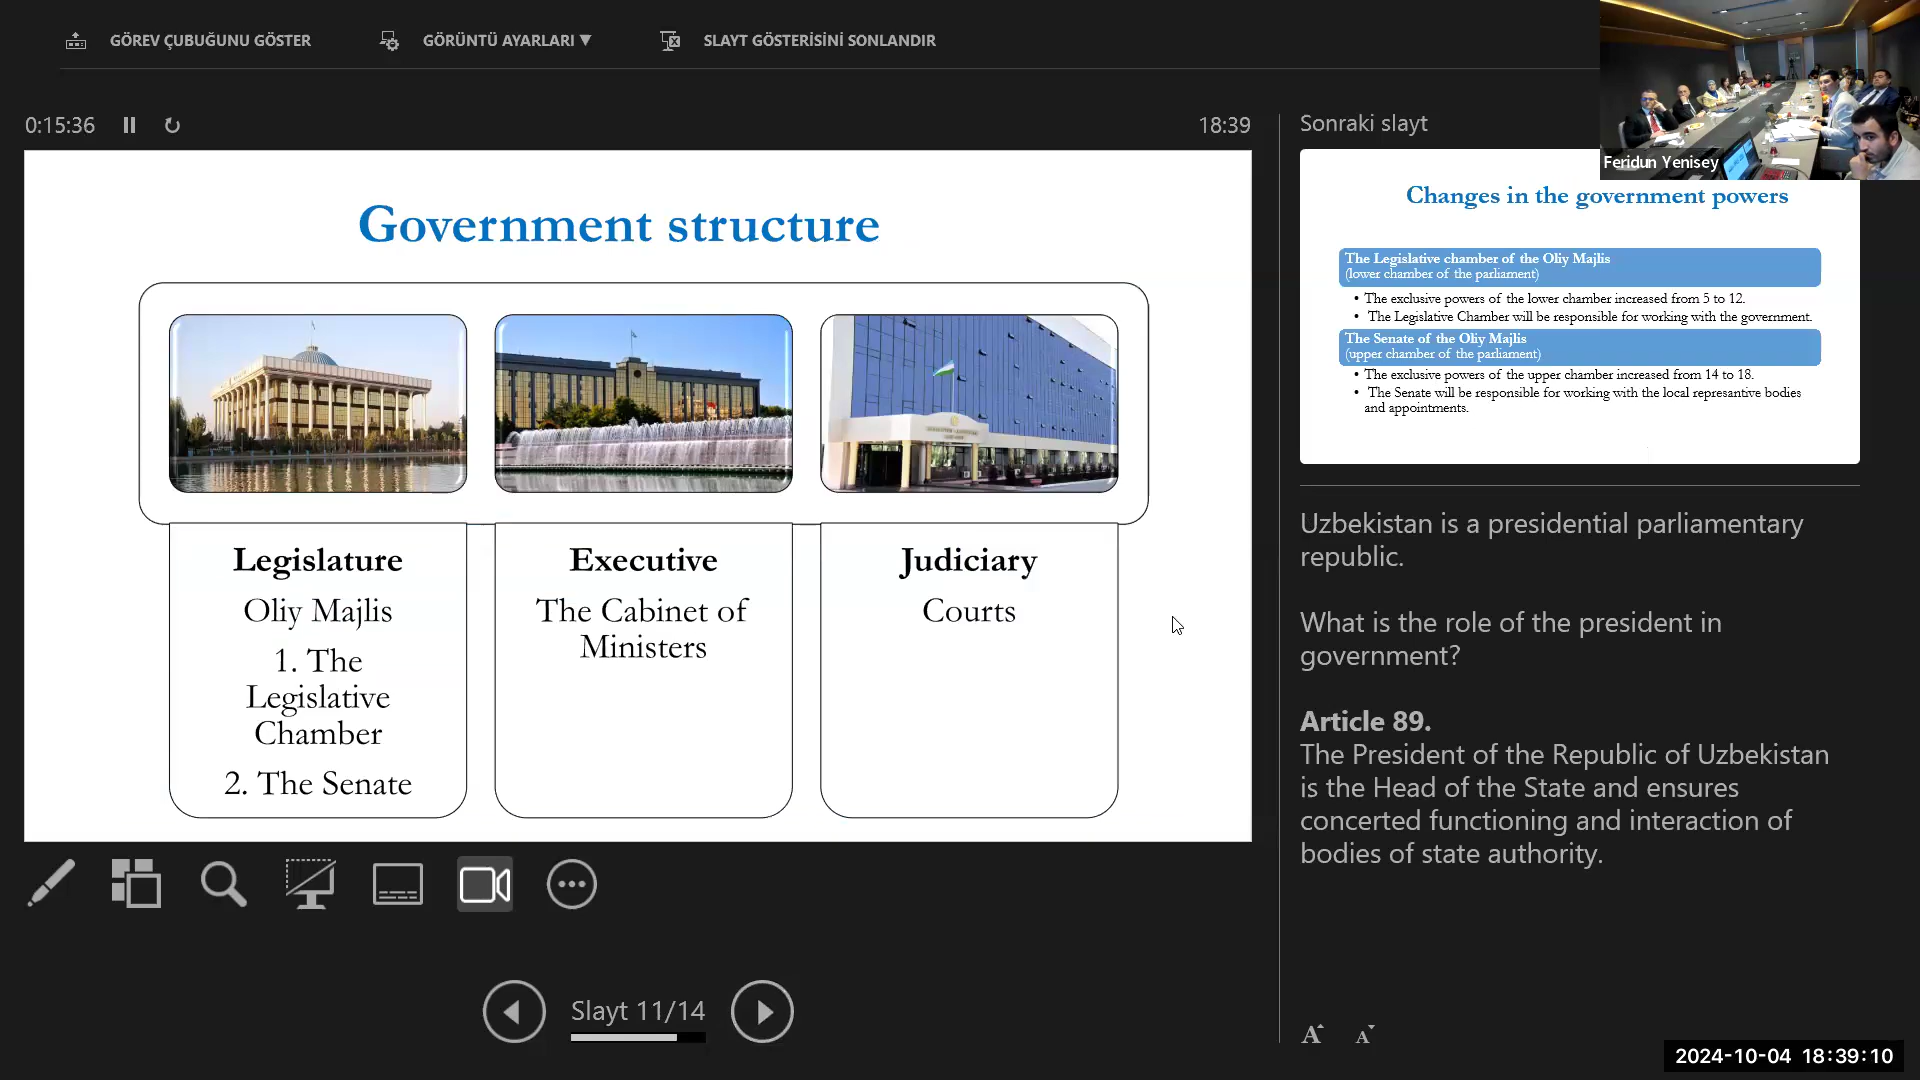 GÖREV ÇUBUĞUNU GÖSTER
GÖRÜNTÜ AYARLARI ▼
SLAYT GÖSTERİSİNİ SONLANDIR
Feridun Yenisey
0:15:36
18:39
Government structure
Legislature
Oliy Majlis
1. The
Legislative
Chamber
2. The Senate
Executive
The Cabinet of
Ministers
Judiciary
Courts
Slayt 11/14
Sonraki slayt
Changes in the government powers
The Legislative chamber of the Oliy Majlis
(lower chamber of the parliament)
• The exclusive powers of the lower chamber increased from 5 to 12.
• The Legislative Chamber will be responsible for working with the government.
The Senate of the Oliy Majlis
(upper chamber of the parliament)
• The exclusive powers of the upper chamber increased from 14 to 18.
• The Senate will be responsible for working with the local represantive bodies
and appointments.
Uzbekistan is a presidential parliamentary
republic.
What is the role of the president in
government?
Article 89.
The President of the Republic of Uzbekistan
is the Head of the State and ensures
concerted functioning and interaction of
bodies of state authority.
A A
2024-10-04 18:39:10